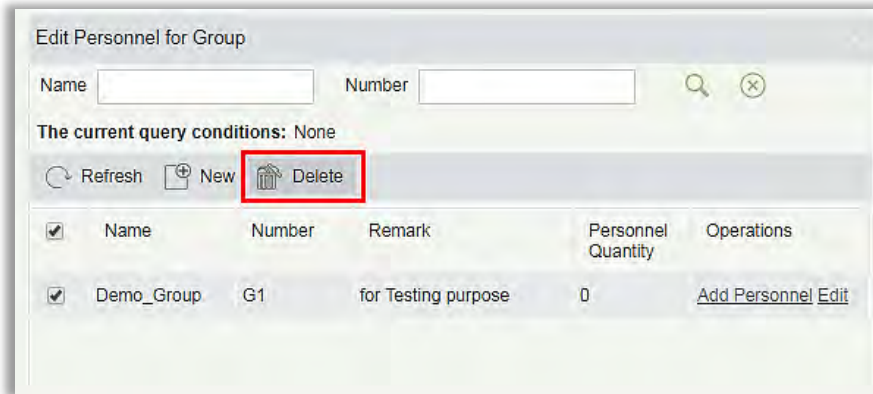 Edit Personnel for Group
Name Number
The current query conditions: None
Refresh New Delete
Name Number Remark Personnel Quantity Operations
Demo_Group G1 for Testing purpose 0 Add Personnel Edit